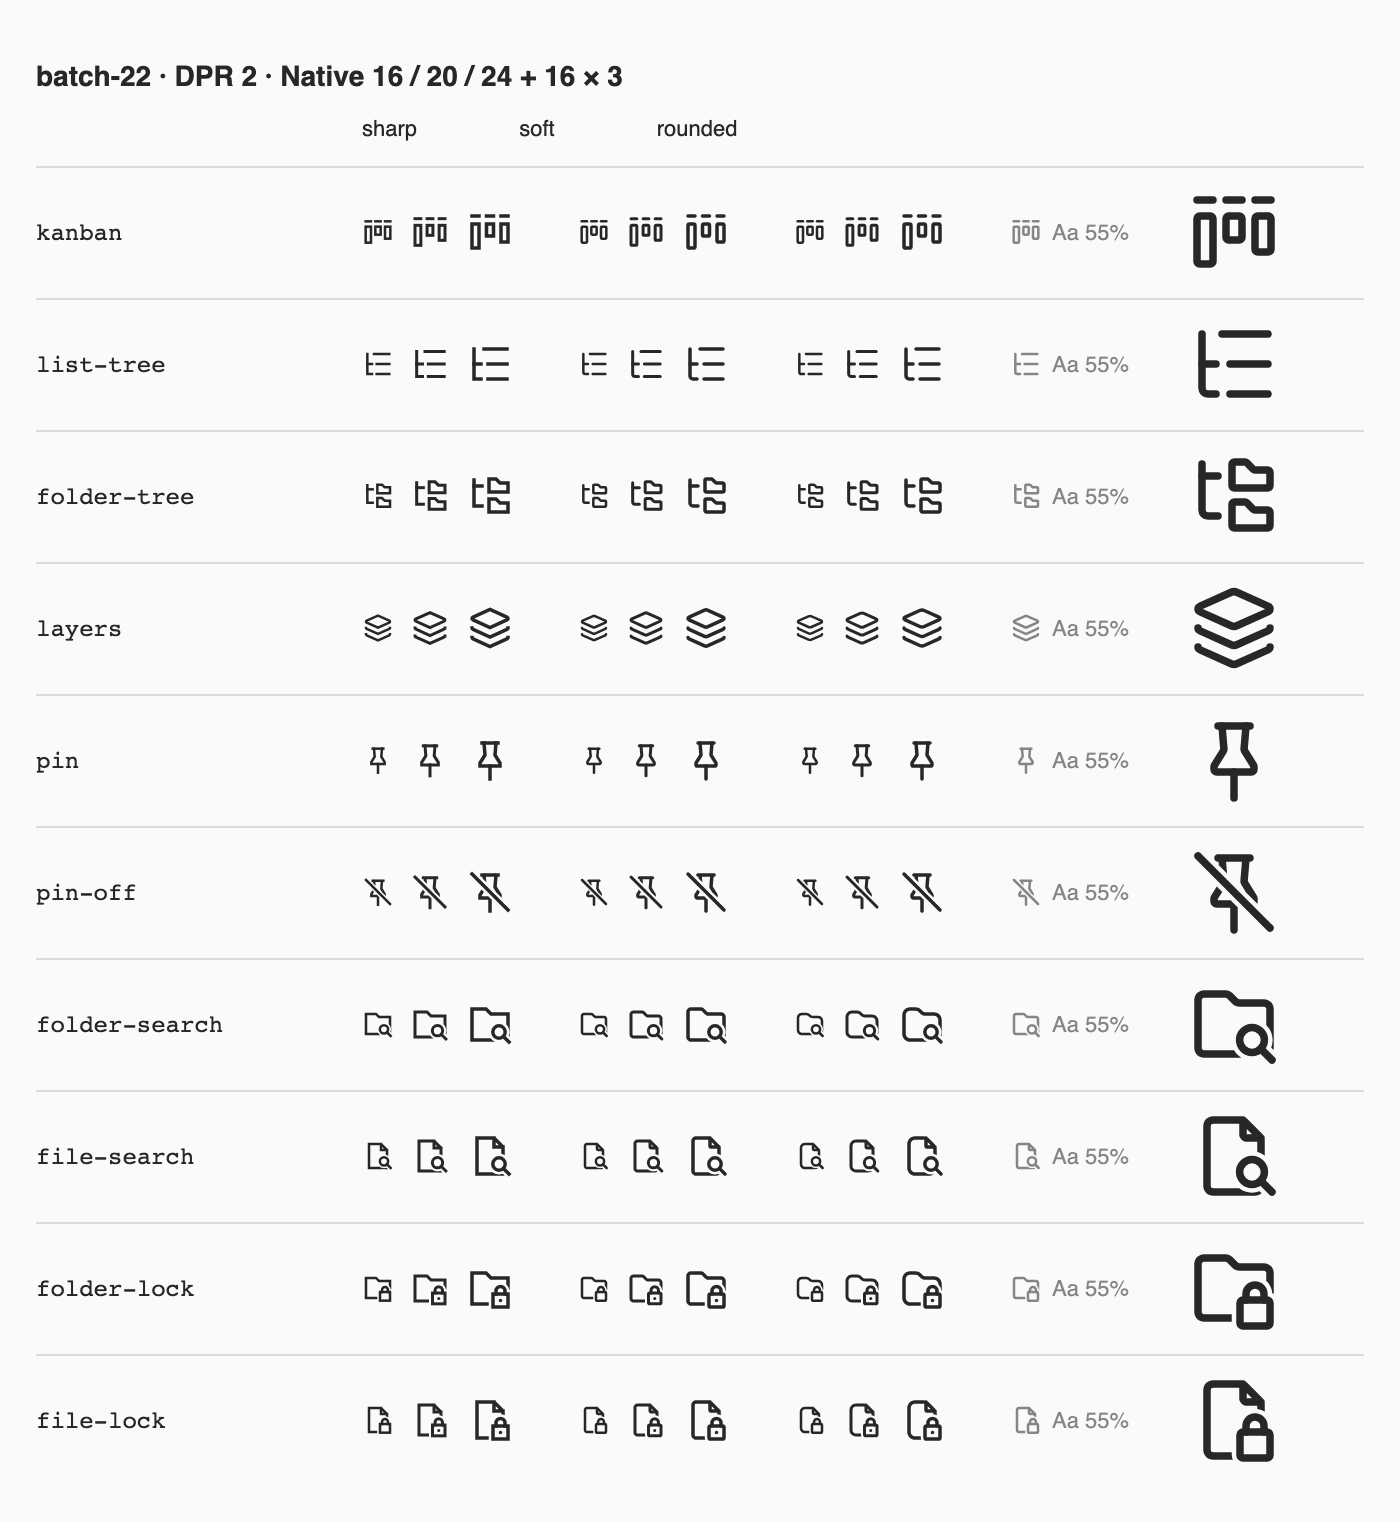 batch-22 · DPR 2 · Native 16 / 20 / 24 + 16 × 3
sharp soft rounded
kanban Aa 55%
list-tree Aa 55%
folder-tree Aa 55%
layers Aa 55%
pin Aa 55%
pin-off Aa 55%
folder-search Aa 55%
file-search Aa 55%
folder-lock Aa 55%
file-lock Aa 55%